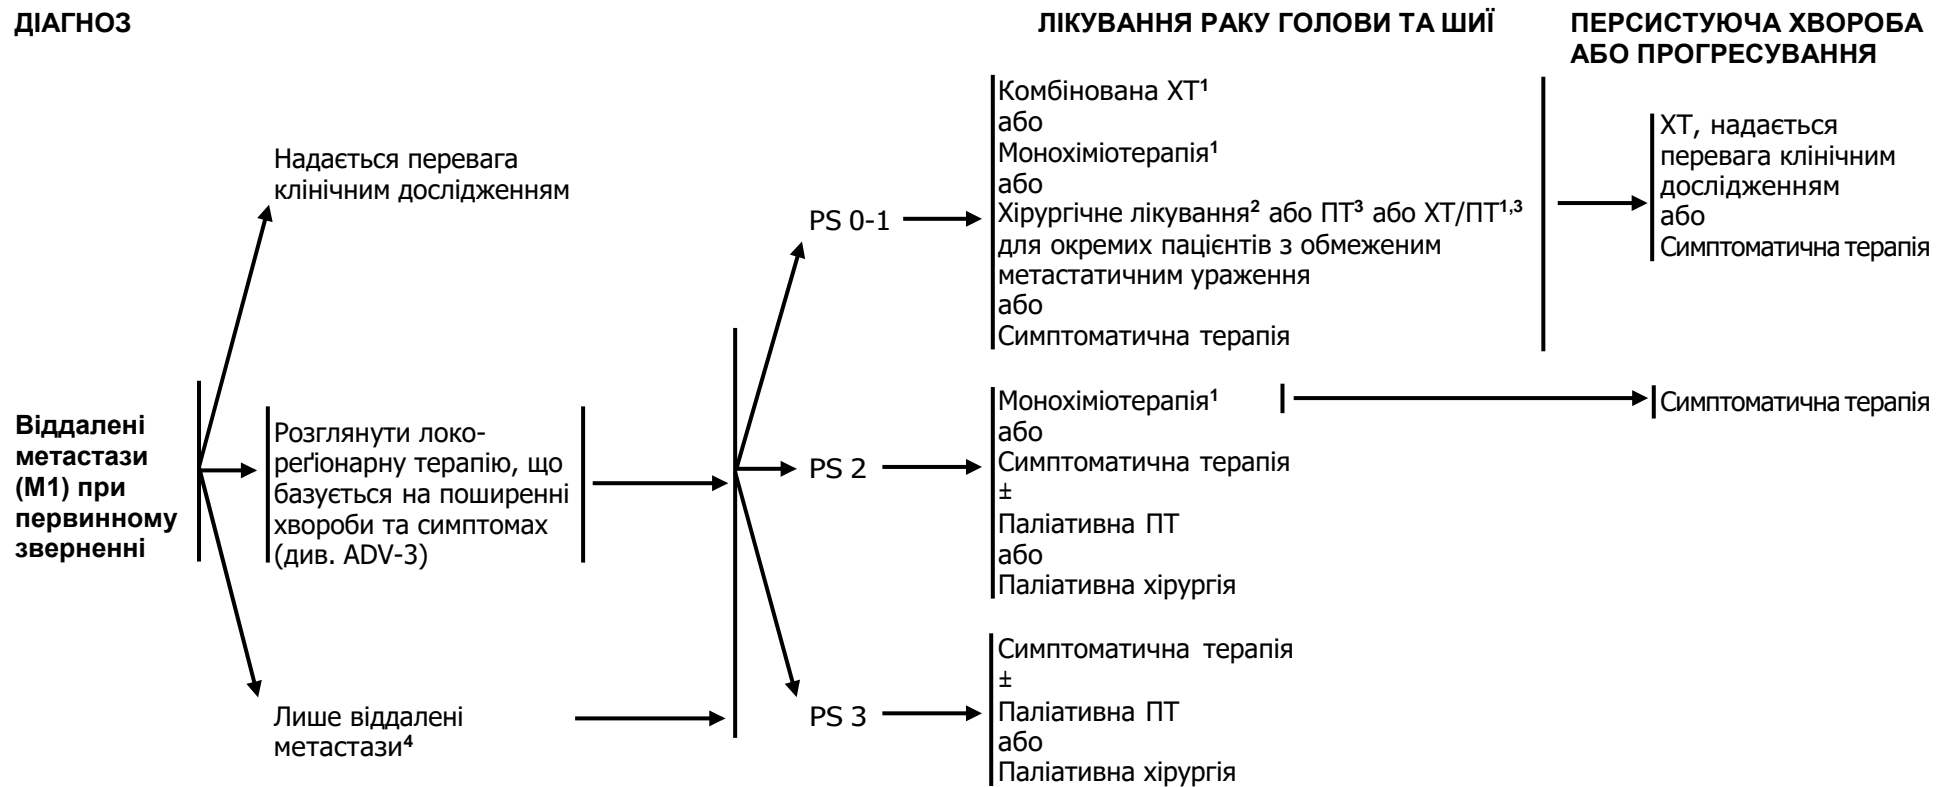 ДІАГНОЗ
ЛІКУВАННЯ РАКУ ГОЛОВИ ТА ШИЇ
ПЕРСИСТУЮЧА ХВОРОБА
АБО ПРОГРЕСУВАННЯ
Віддалені
метастази
(М1) при
первинному
зверненні
Надається перевага
клінічним дослідженням
Розглянути локо-
реґіонарну терапію, що
базується на поширенні
хвороби та симптомах
(див. ADV-3)
Лише віддалені
метастази⁴
PS 0-1
Комбінована ХТ¹
або
Монохіміотерапія¹
або
Хірургічне лікування² або ПТ³ або ХТ/ПТ¹,³
для окремих пацієнтів з обмеженим
метастатичним ураження
або
Симптоматична терапія
ХТ, надається
перевага клінічним
дослідженням
або
Симптоматична терапія
PS 2
Монохіміотерапія¹
або
Симптоматична терапія
±
Паліативна ПТ
або
Паліативна хірургія
Симптоматична терапія
PS 3
Симптоматична терапія
±
Паліативна ПТ
або
Паліативна хірургія